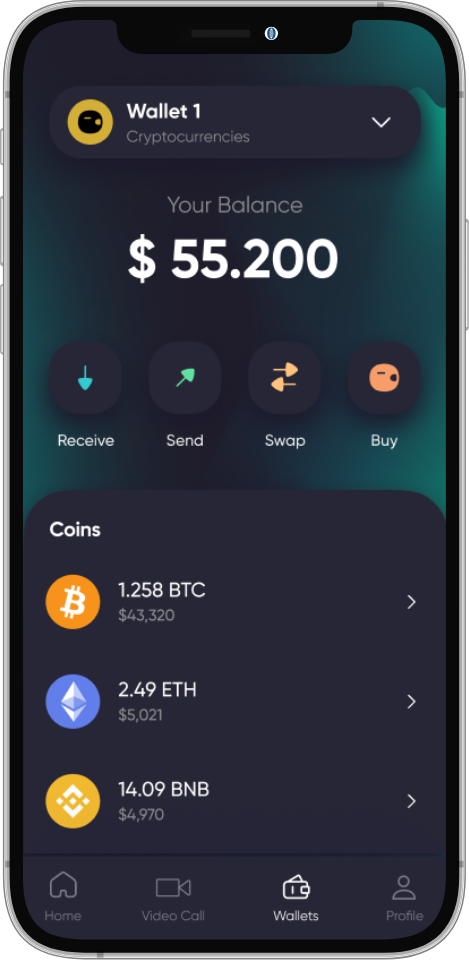 Wallet 1
Cryptocurrencies
Your Balance
$ 55.200
Receive
Send
Swap
Buy
Coins
1.258 BTC
$43,320
2.49 ETH
$5,021
14.09 BNB
$4,970
Home
Video Call
Wallets
Profile